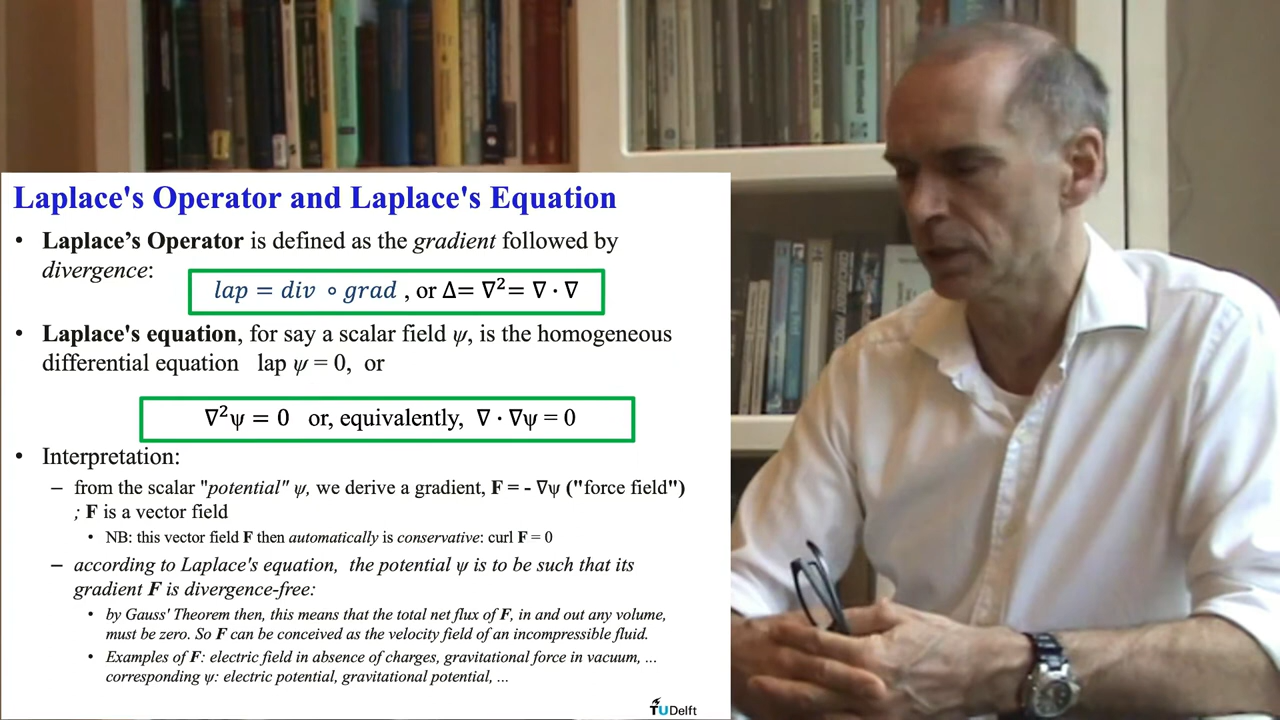 Laplace's Operator and Laplace's Equation
• Laplace’s Operator is defined as the gradient followed by
divergence:
lap = div ∘ grad , or Δ= ∇²= ∇ · ∇
• Laplace's equation, for say a scalar field ψ, is the homogeneous
differential equation lap ψ = 0, or
∇²ψ = 0 or, equivalently, ∇ · ∇ψ = 0
• Interpretation:
– from the scalar "potential" ψ, we derive a gradient, F = - ∇ψ ("force field")
; F is a vector field
• NB: this vector field F then automatically is conservative: curl F = 0
– according to Laplace's equation, the potential ψ is to be such that its
gradient F is divergence-free:
• by Gauss' Theorem then, this means that the total net flux of F, in and out any volume,
must be zero. So F can be conceived as the velocity field of an incompressible fluid.
• Examples of F: electric field in absence of charges, gravitational force in vacuum, ...
corresponding ψ: electric potential, gravitational potential, ...
TUDelft